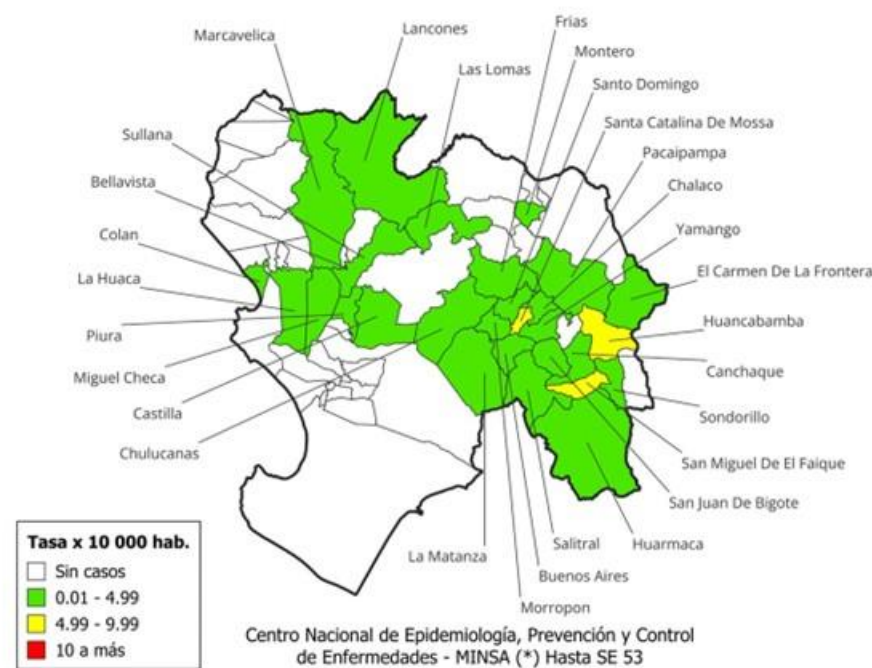 Marcavelica
Lancones
Frias
Montero
Las Lomas
Santo Domingo
Santa Catalina De Mossa
Sullana
Pacaipampa
Bellavista
Chalaco
Yamango
Colan
El Carmen De La Frontera
La Huaca
Huancabamba
Piura
Canchaque
Miguel Checa
Castilla
Sondorillo
Chulucanas
San Miguel De El Faique
San Juan De Bigote
Tasa x 10 000 hab.
Sin casos
0.01 - 4.99
4.99 - 9.99
10 a más
La Matanza
Salitral
Huarmaca
Buenos Aires
Morropon
Centro Nacional de Epidemiología, Prevención y Control
de Enfermedades - MINSA (*) Hasta SE 53